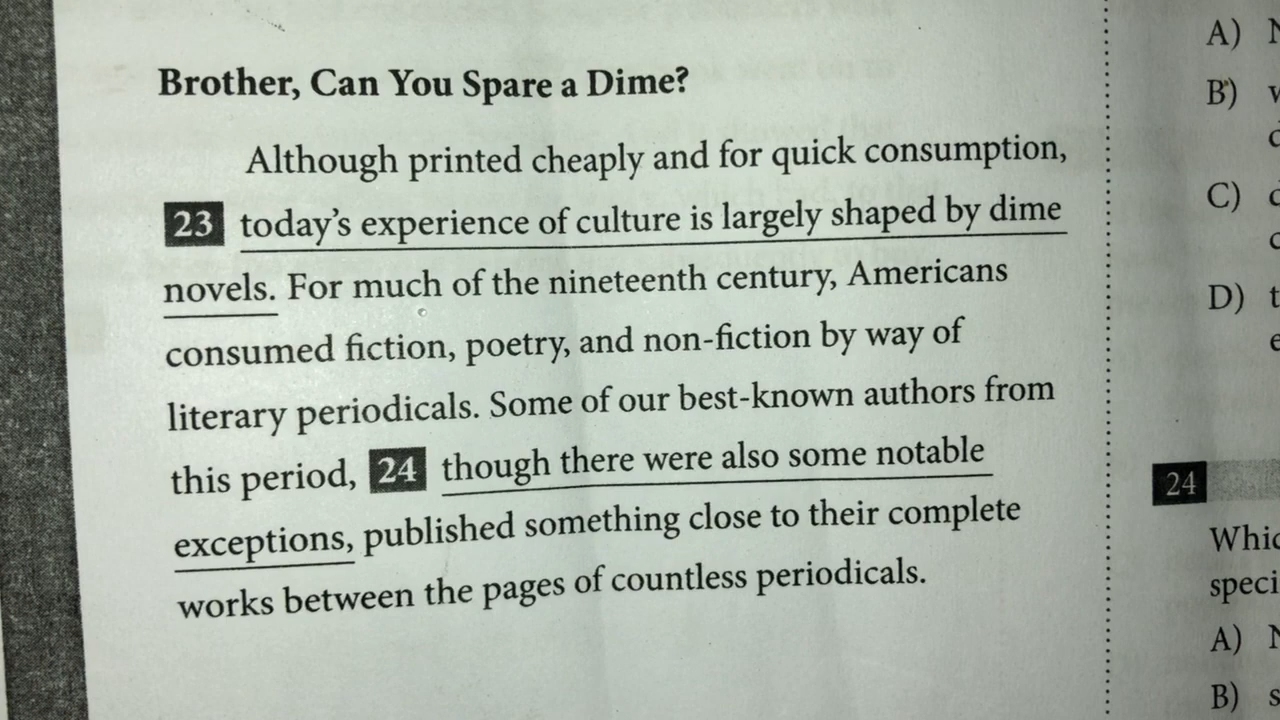 Brother, Can You Spare a Dime?
Although printed cheaply and for quick consumption,
23 today's experience of culture is largely shaped by dime
novels. For much of the nineteenth century, Americans
consumed fiction, poetry, and non-fiction by way of
literary periodicals. Some of our best-known authors from
this period, 24 though there were also some notable
exceptions, published something close to their complete
works between the pages of countless periodicals.
A)
B)
C)
D)
24
A)
B)